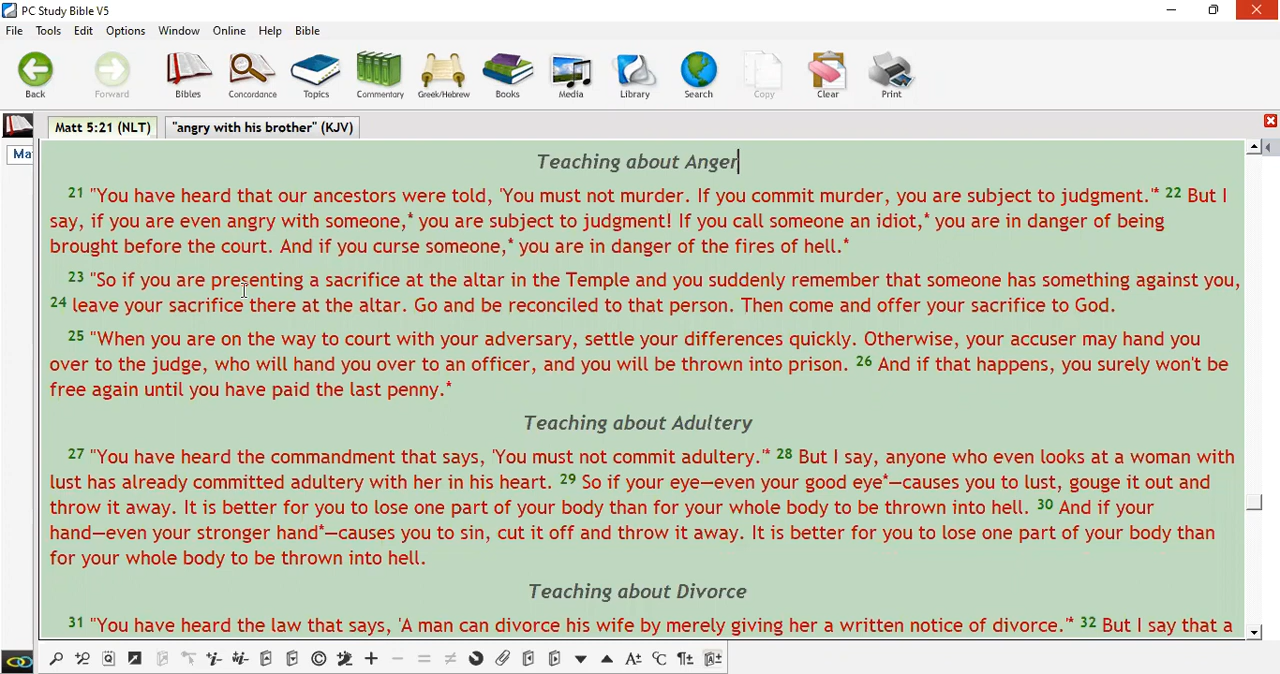 PC Study Bible V5
File Tools Edit Options Window Online Help Bible
Back Forward Bibles Concordance Topics Commentary Greek/Hebrew Books Media Library Search Copy Clear Print
Matt 5:21 (NLT) "angry with his brother" (KJV)
Ma
Teaching about Anger
21 "You have heard that our ancestors were told, 'You must not murder. If you commit murder, you are subject to judgment.'* 22 But I
say, if you are even angry with someone,* you are subject to judgment! If you call someone an idiot,* you are in danger of being
brought before the court. And if you curse someone,* you are in danger of the fires of hell.*
23 "So if you are presenting a sacrifice at the altar in the Temple and you suddenly remember that someone has something against you,
24 leave your sacrifice there at the altar. Go and be reconciled to that person. Then come and offer your sacrifice to God.
25 "When you are on the way to court with your adversary, settle your differences quickly. Otherwise, your accuser may hand you
over to the judge, who will hand you over to an officer, and you will be thrown into prison. 26 And if that happens, you surely won't be
free again until you have paid the last penny.*
Teaching about Adultery
27 "You have heard the commandment that says, 'You must not commit adultery.'* 28 But I say, anyone who even looks at a woman with
lust has already committed adultery with her in his heart. 29 So if your eye—even your good eye*—causes you to lust, gouge it out and
throw it away. It is better for you to lose one part of your body than for your whole body to be thrown into hell. 30 And if your
hand—even your stronger hand*—causes you to sin, cut it off and throw it away. It is better for you to lose one part of your body than
for your whole body to be thrown into hell.
Teaching about Divorce
31 "You have heard the law that says, 'A man can divorce his wife by merely giving her a written notice of divorce.'* 32 But I say that a